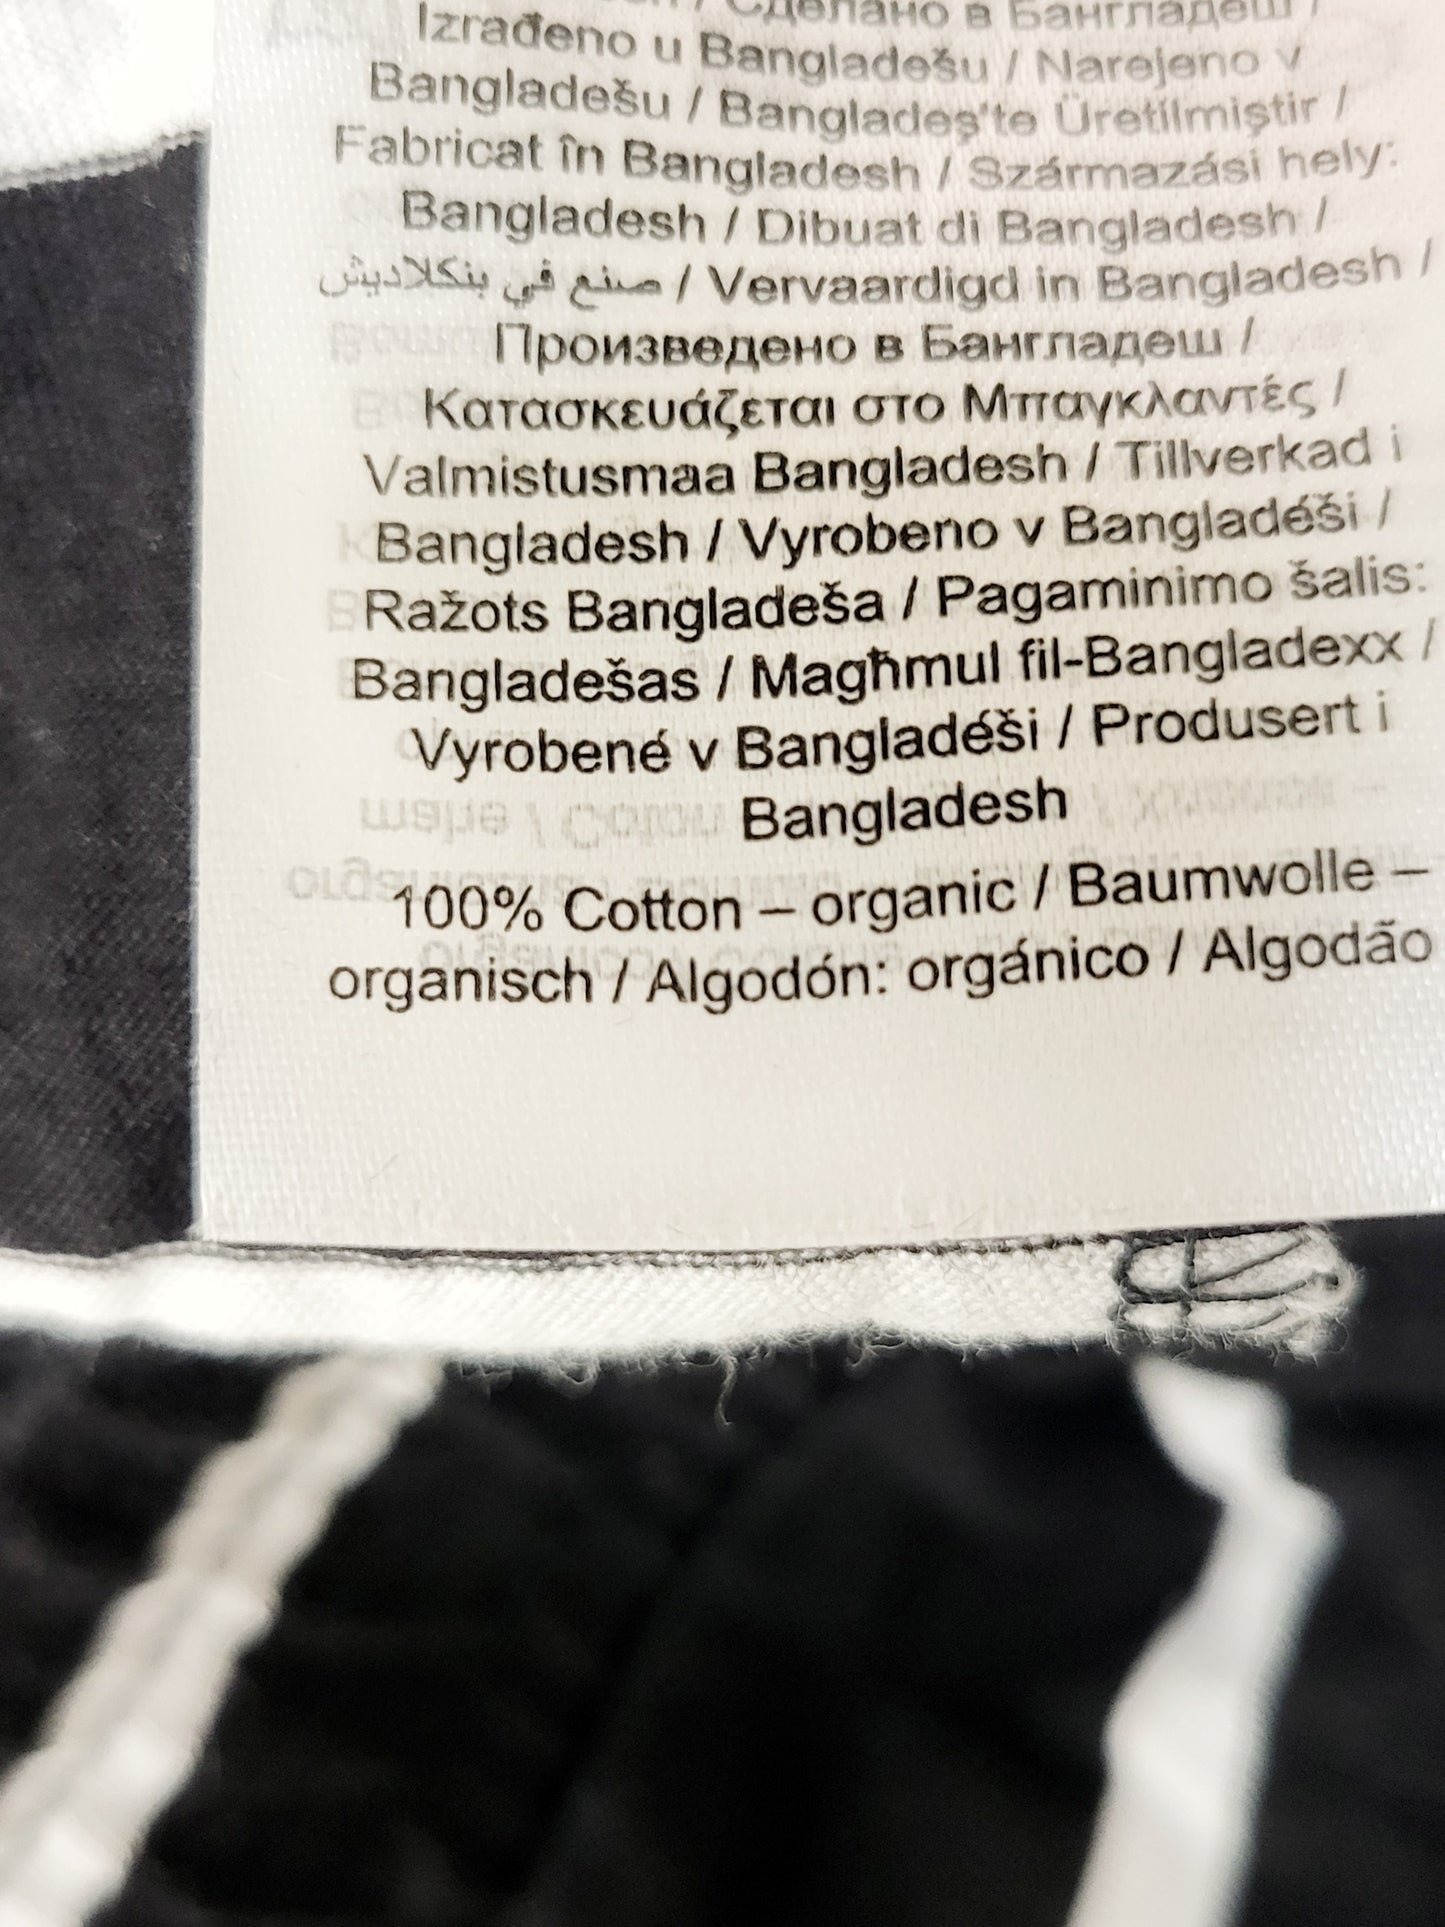 / Сделано в Бангладеш /
Izrađeno u Bangladešu / Narejeno v
Bangladešu / Bangladeş'te Üretilmiştir /
Fabricat în Bangladesh / Származási hely:
Bangladesh / Dibuat di Bangladesh /
صنع في بنكلاديش / Vervaardigd in Bangladesh /
Произведено в Бангладеш /
Κατασκευάζεται στο Μπαγκλαντές /
Valmistusmaa Bangladesh / Tillverkad i
Bangladesh / Vyrobeno v Bangladéši /
Ražots Bangladeša / Pagaminimo šalis:
Bangladešas / Magħmul fil-Bangladexx /
Vyrobené v Bangladéši / Produsert i
Bangladesh
100% Cotton – organic / Baumwolle –
organisch / Algodón: orgánico / Algodão